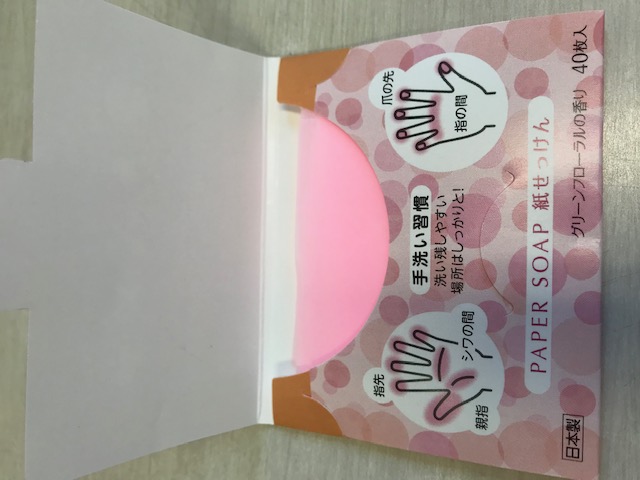 手洗い習慣
洗い残しやすい
場所はしっかりと!
指先
シワの間
親指
爪の先
指の間
PAPER SOAP 紙せっけん
日本製
グリーンフローラルの香り 40枚入